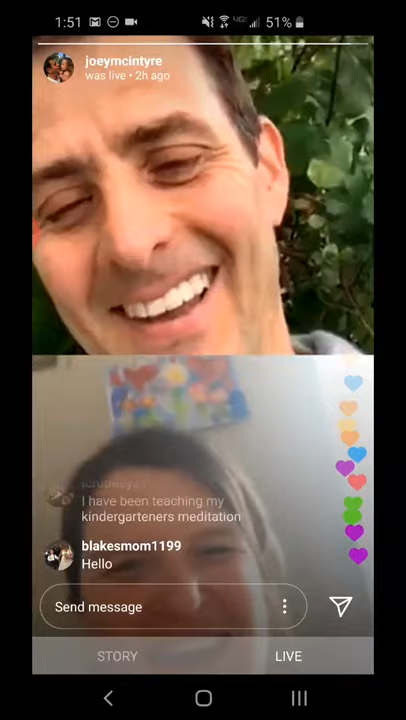 1:51
51%
joeymcintyre
was live • 2h ago
I have been teaching my
kindergarteners meditation
blakesmom1199
Hello
Send message
STORY
LIVE